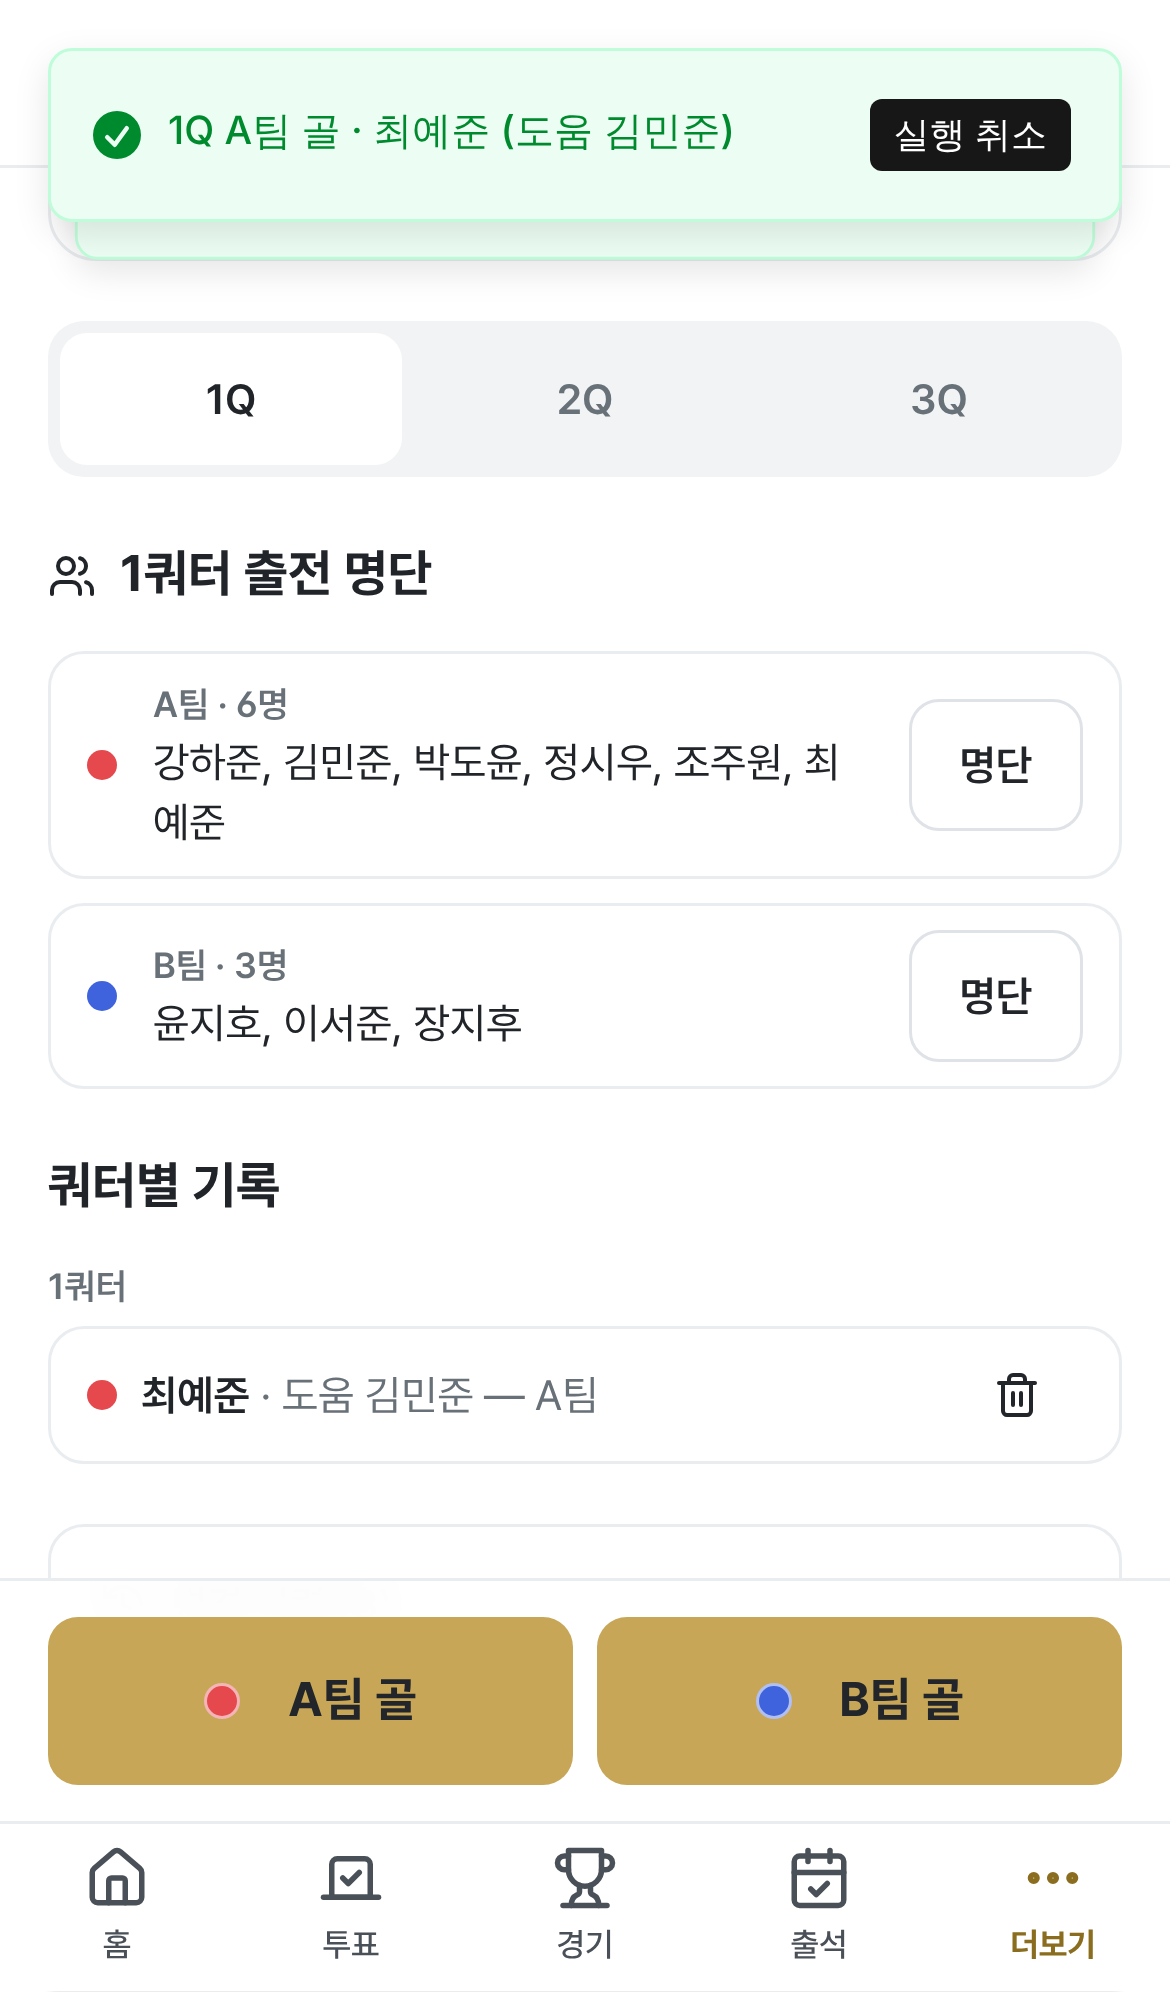 1Q A팀 골 · 최예준 (도움 김민준)
실행 취소
1Q
2Q
3Q
1쿼터 출전 명단
A팀 · 6명
강하준, 김민준, 박도윤, 정시우, 조주원, 최
예준
명단
B팀 · 3명
윤지호, 이서준, 장지후
명단
쿼터별 기록
1쿼터
최예준 · 도움 김민준 — A팀
A팀 골
B팀 골
홈
투표
경기
출석
더보기